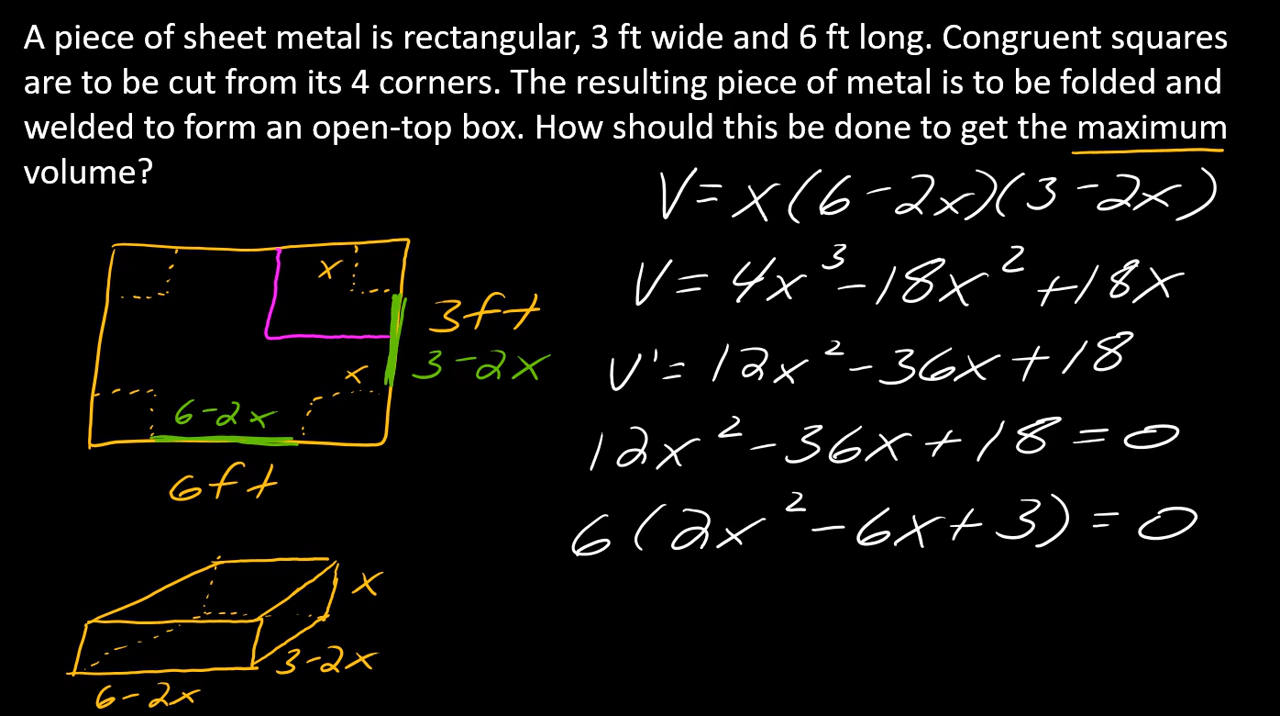 A piece of sheet metal is rectangular, 3 ft wide and 6 ft long. Congruent squares
are to be cut from its 4 corners. The resulting piece of metal is to be folded and
welded to form an open-top box. How should this be done to get the maximum
volume?
V = x(6-2x)(3-2x)
V = 4x³-18x²+18x
V' = 12x²-36x+18
12x²-36x+18 = 0
6(2x²-6x+3) = 0
x
3ft
3-2x
x
6-2x
6ft
x
3-2x
6-2x